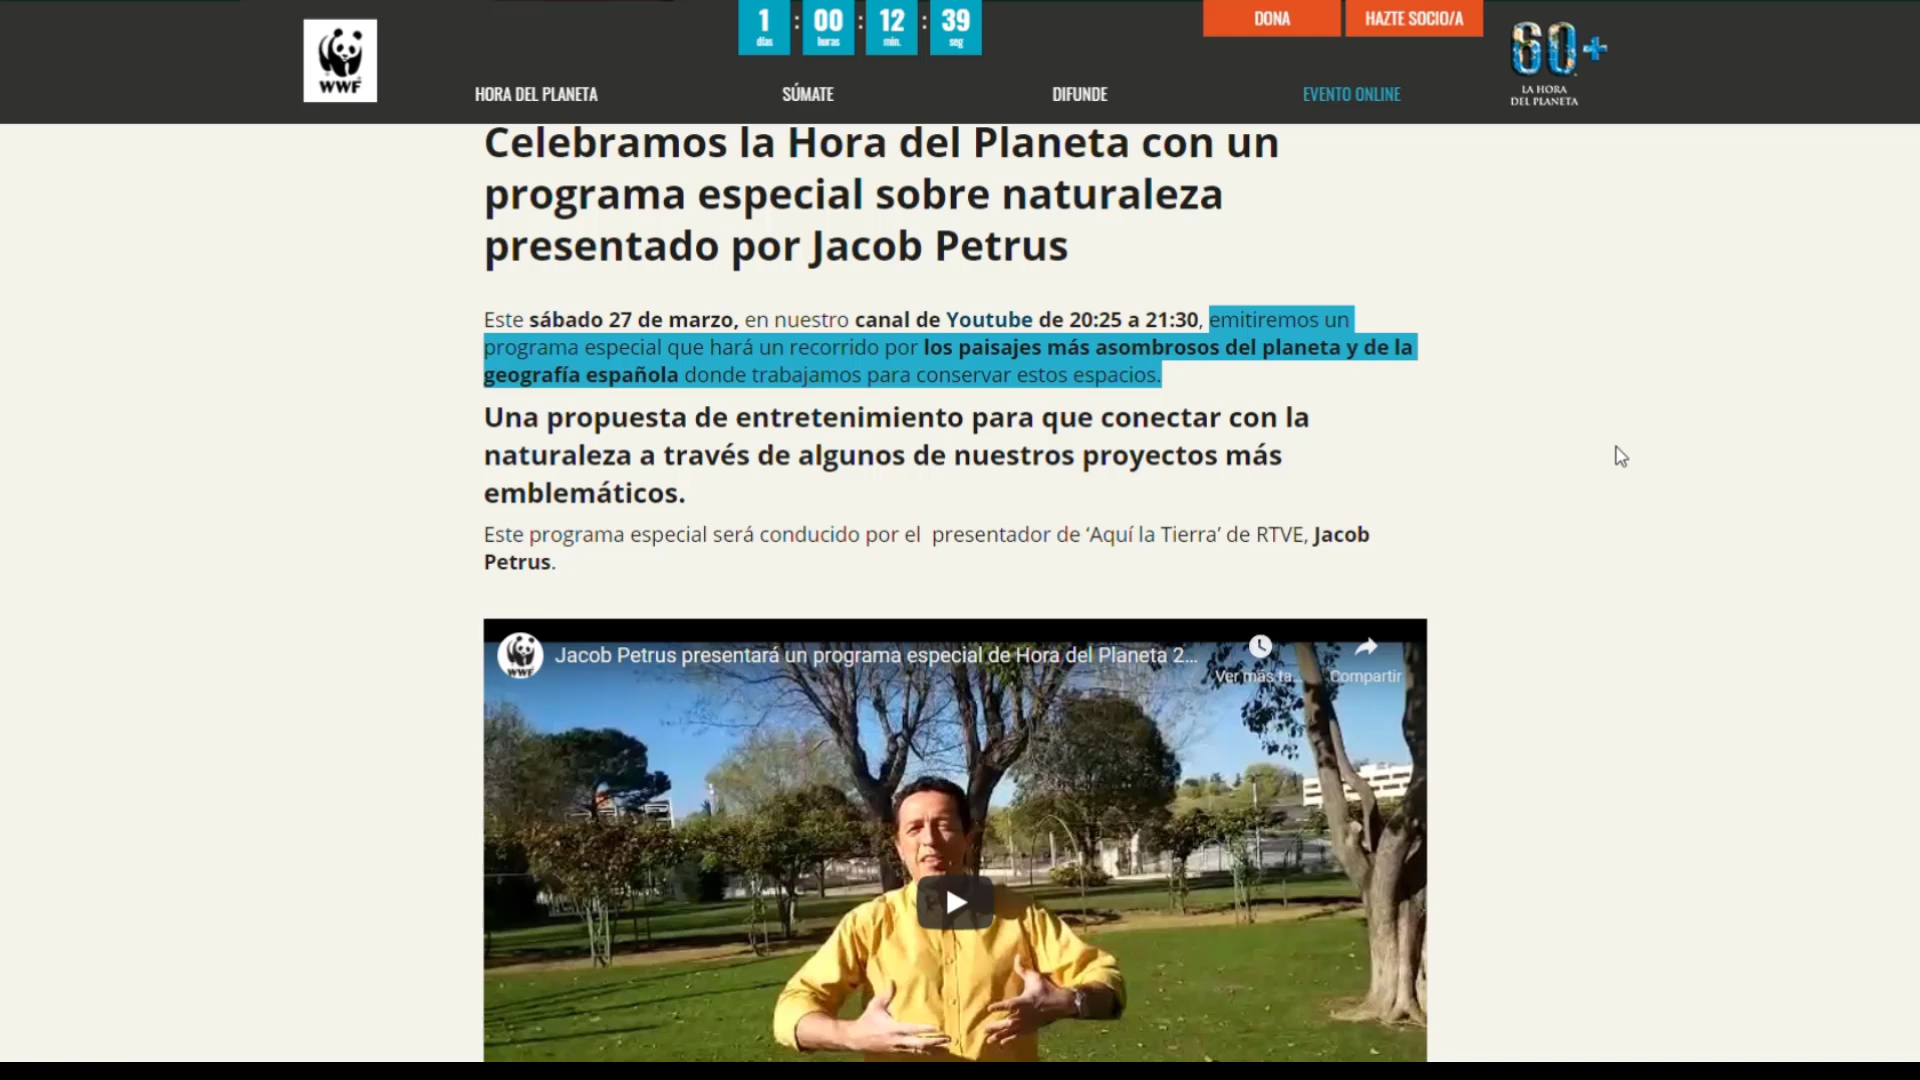 1 : 00 : 12 : 39
días horas min. seg
DONA
HAZTE SOCIO/A
WWF
HORA DEL PLANETA
SÚMATE
DIFUNDE
EVENTO ONLINE
60+
LA HORA
DEL PLANETA
Celebramos la Hora del Planeta con un
programa especial sobre naturaleza
presentado por Jacob Petrus
Este sábado 27 de marzo, en nuestro canal de Youtube de 20:25 a 21:30, emitiremos un
programa especial que hará un recorrido por los paisajes más asombrosos del planeta y de la
geografía española donde trabajamos para conservar estos espacios.
Una propuesta de entretenimiento para que conectar con la
naturaleza a través de algunos de nuestros proyectos más
emblemáticos.
Este programa especial será conducido por el presentador de ‘Aquí la Tierra’ de RTVE, Jacob
Petrus.
WWF
Jacob Petrus presentará un programa especial de Hora del Planeta 2...
Ver más ta...
Compartir